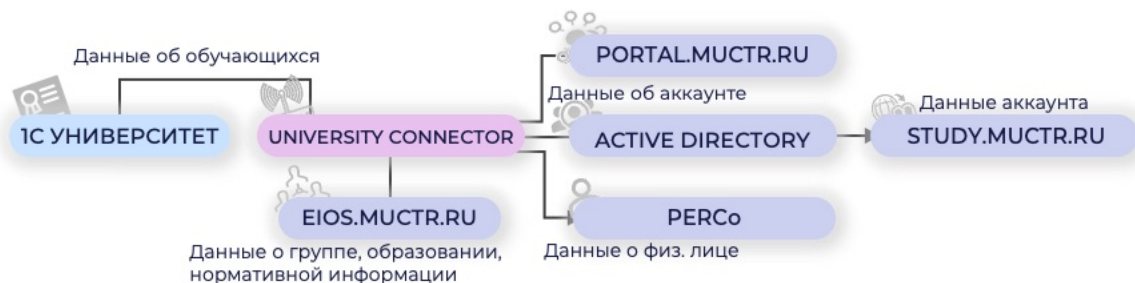 Данные об обучающихся
1С УНИВЕРСИТЕТ
UNIVERSITY CONNECTOR
PORTAL.MUCTR.RU
Данные об аккаунте
ACTIVE DIRECTORY
Данные аккаунта
STUDY.MUCTR.RU
EIOS.MUCTR.RU
Данные о группе, образовании,
нормативной информации
PERCo
Данные о физ. лице